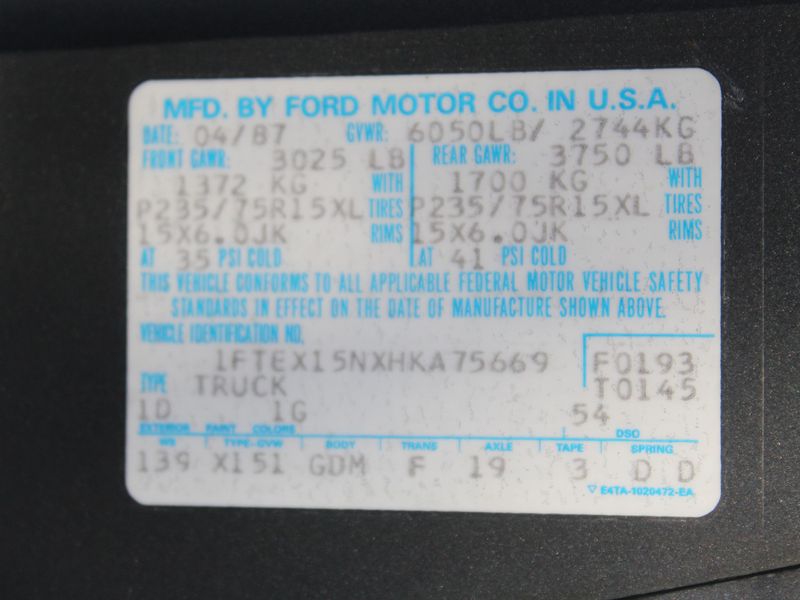 MFD. BY FORD MOTOR CO. IN U.S.A.
DATE: 04/87 GVWR: 6050LB/ 2744KG
FRONT GAWR: 3025 LB REAR GAWR: 3750 LB
1372 KG WITH 1700 KG WITH
P235/75R15XL TIRES P235/75R15XL TIRES
15X6.0JK RIMS 15X6.0JK RIMS
AT 35 PSI COLD AT 41 PSI COLD
THIS VEHICLE CONFORMS TO ALL APPLICABLE FEDERAL MOTOR VEHICLE SAFETY
STANDARDS IN EFFECT ON THE DATE OF MANUFACTURE SHOWN ABOVE.
VEHICLE IDENTIFICATION NO.
1FTEX15NXHKA75669 F0193
TYPE TRUCK T0145
1D 1G 54
EXTERIOR PAINT COLORS DSO
WB TYPE-GVW BODY TRANS AXLE TAPE SPRING
139 X151 GDM F 19 3 D D
▽ E4TA-1020472-EA